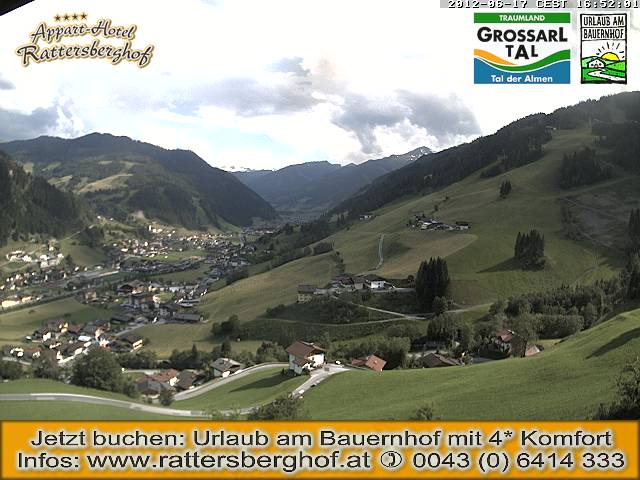 2012-06-17 CEST 16:52:01
Appart-Hotel
Rattersberghof
TRAUMLAND
GROSSARL
TAL
Tal der Almen
URLAUB AM
BAUERNHOF
Jetzt buchen: Urlaub am Bauernhof mit 4* Komfort
Infos: www.rattersberghof.at ✆ 0043 (0) 6414 333